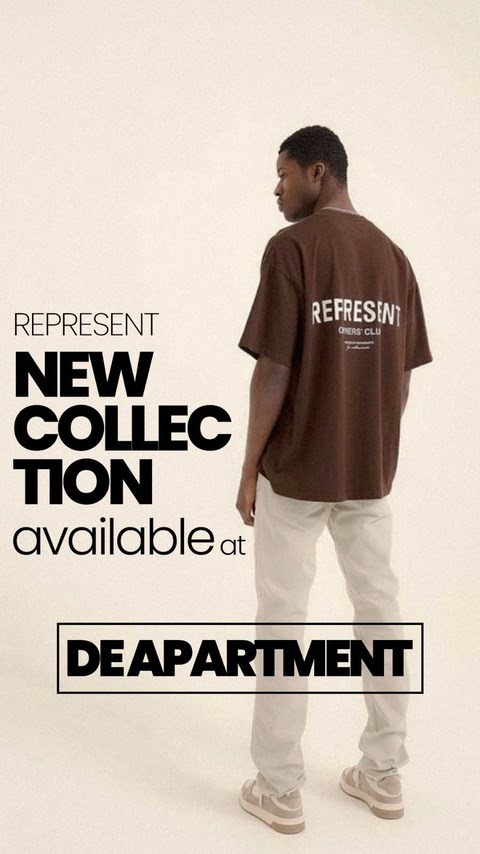 REPRESENT
NEW
COLLEC
TION
available at
DE APARTMENT
REPRESENT
OWNERS' CLUB